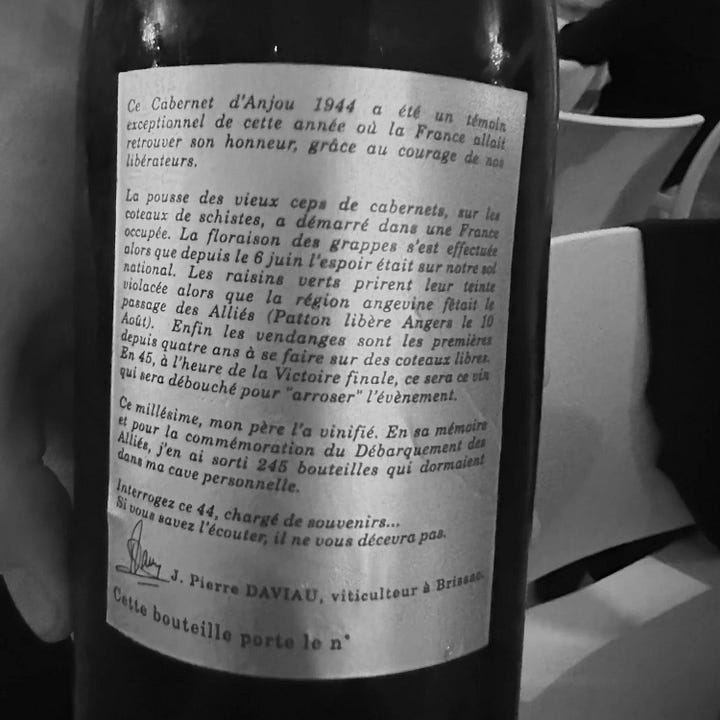 Ce Cabernet d'Anjou 1944 a été un témoin
exceptionnel de cette année où la France allait
retrouver son honneur, grâce au courage de nos
libérateurs.
La pousse des vieux ceps de cabernets, sur les
coteaux de schistes, a démarré dans une France
occupée. La floraison des grappes s'est effectuée
alors que depuis le 6 juin l'espoir était sur notre sol
national. Les raisins verts prirent leur teinte
violacée alors que la région angevine fêtait le
passage des Alliés (Patton libère Angers le 10
Août). Enfin les vendanges sont les premières
depuis quatre ans à se faire sur des coteaux libres.
En 45, à l'heure de la Victoire finale, ce sera ce vin
qui sera débouché pour "arroser" l'évènement.
Ce millésime, mon père l'a vinifié. En sa mémoire
et pour la commémoration du Débarquement des
Alliés, j'en ai sorti 245 bouteilles qui dormaient
dans ma cave personnelle.
Interrogez ce 44, chargé de souvenirs...
Si vous savez l'écouter, il ne vous décevra pas.
J. Pierre DAVIAU, viticulteur à Brissac.
Cette bouteille porte le n°